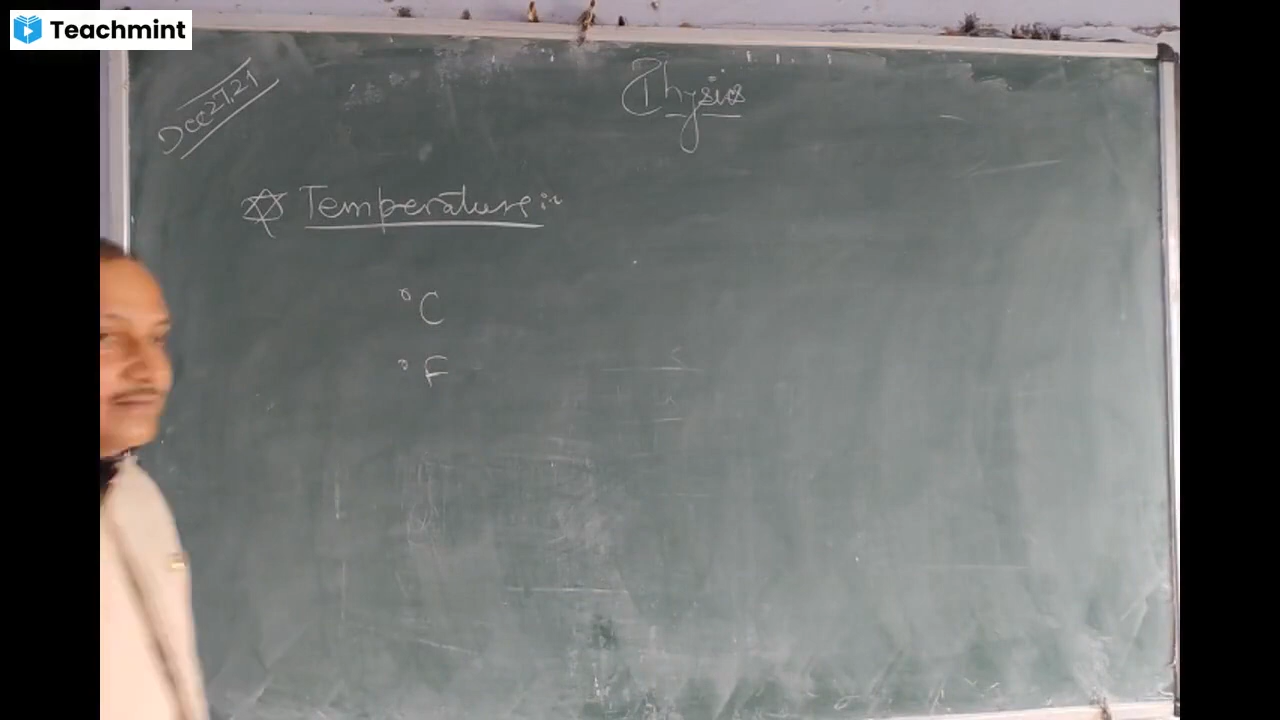 Teachmint
Dec 27, 21
Physics
Temperature :-
°C
°F